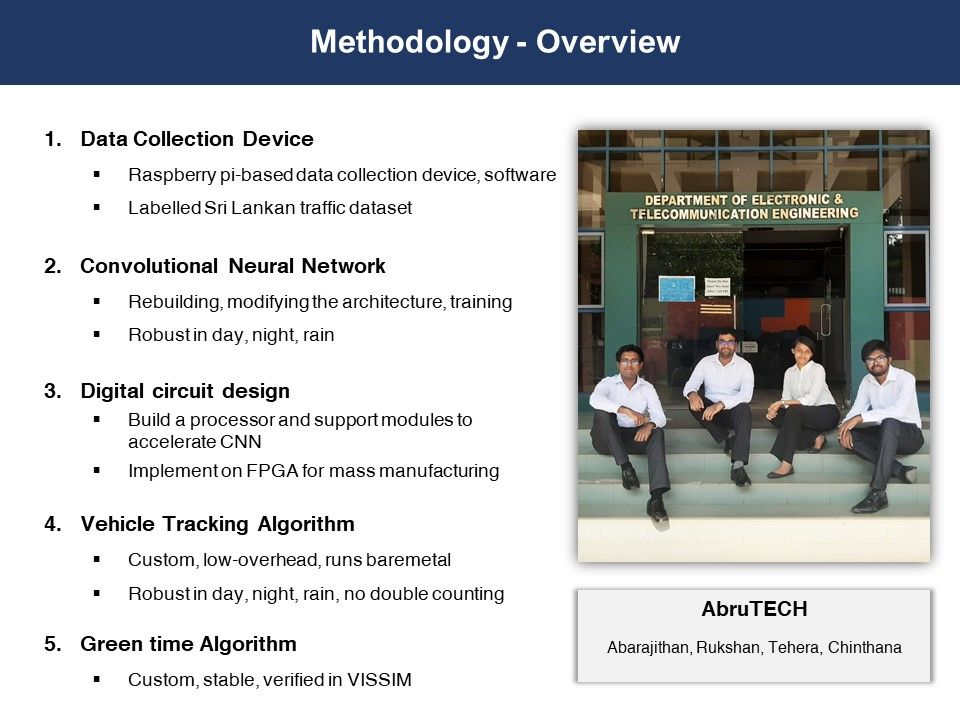 Methodology - Overview
1. Data Collection Device
▪ Raspberry pi-based data collection device, software
▪ Labelled Sri Lankan traffic dataset
2. Convolutional Neural Network
▪ Rebuilding, modifying the architecture, training
▪ Robust in day, night, rain
3. Digital circuit design
▪ Build a processor and support modules to
accelerate CNN
▪ Implement on FPGA for mass manufacturing
4. Vehicle Tracking Algorithm
▪ Custom, low-overhead, runs baremetal
▪ Robust in day, night, rain, no double counting
5. Green time Algorithm
▪ Custom, stable, verified in VISSIM
DEPARTMENT OF ELECTRONIC &
TELECOMMUNICATION ENGINEERING
AbruTECH
Abarajithan, Rukshan, Tehera, Chinthana